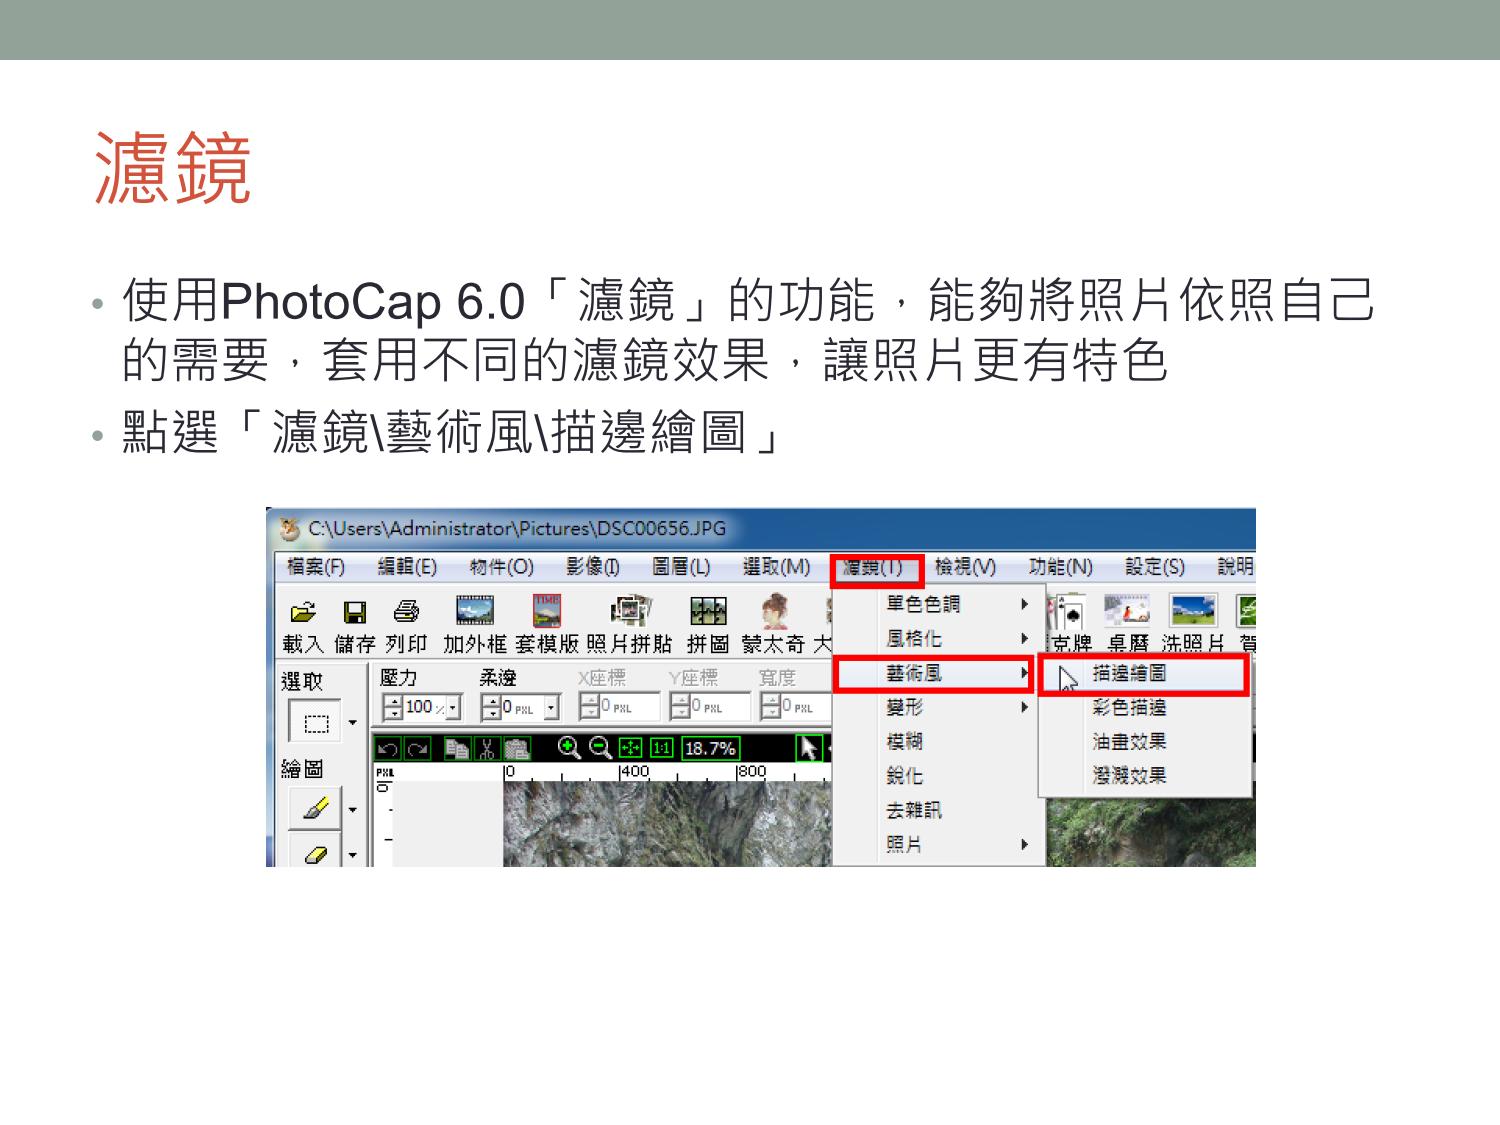 濾鏡
• 使用PhotoCap 6.0「濾鏡」的功能，能夠將照片依照自己
的需要，套用不同的濾鏡效果，讓照片更有特色
• 點選「濾鏡\藝術風\描邊繪圖」
C:\Users\Administrator\Pictures\DSC00656.JPG
檔案(F) 編輯(E) 物件(O) 影像(I) 圖層(L) 選取(M) 濾鏡(T) 檢視(V) 功能(N) 設定(S) 說明
單色色調
TIME
載入 儲存 列印 加外框 套模版 照片拼貼 拼圖 蒙太奇 大
風格化
克牌 桌曆 洗照片 賀
選取 壓力 柔邊 X座標 Y座標 寬度
藝術風 描邊繪圖
100 % 0 PXL 0 PXL 0 PXL 0 PXL
變形 彩色描邊
1:1 18.7%
模糊 油畫效果
繪圖
PXL 0 400 800
0
銳化 潑濺效果
去雜訊
照片